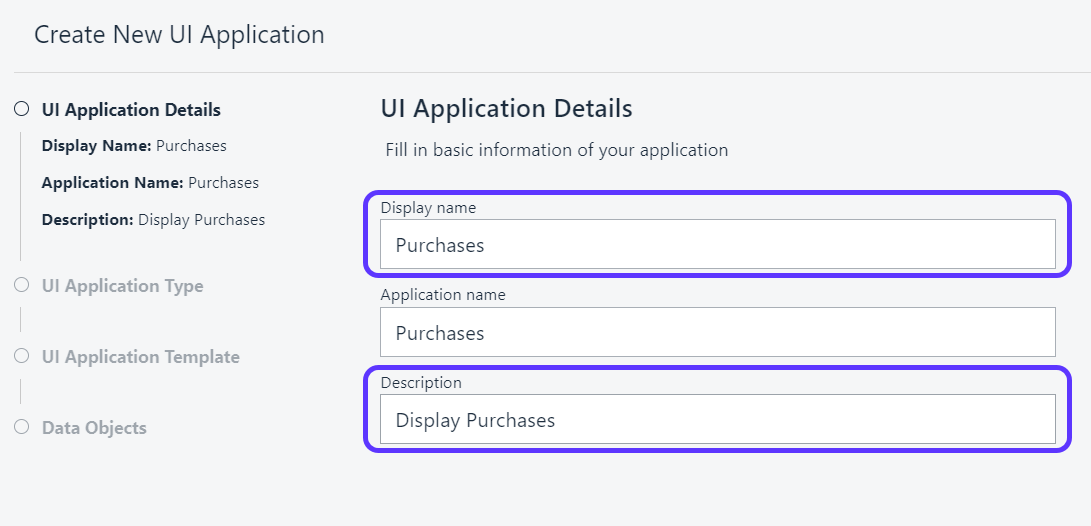 Create New UI Application
UI Application Details
Display Name: Purchases
Application Name: Purchases
Description: Display Purchases
UI Application Type
UI Application Template
Data Objects
UI Application Details
Fill in basic information of your application
Display name
Purchases
Application name
Purchases
Description
Display Purchases